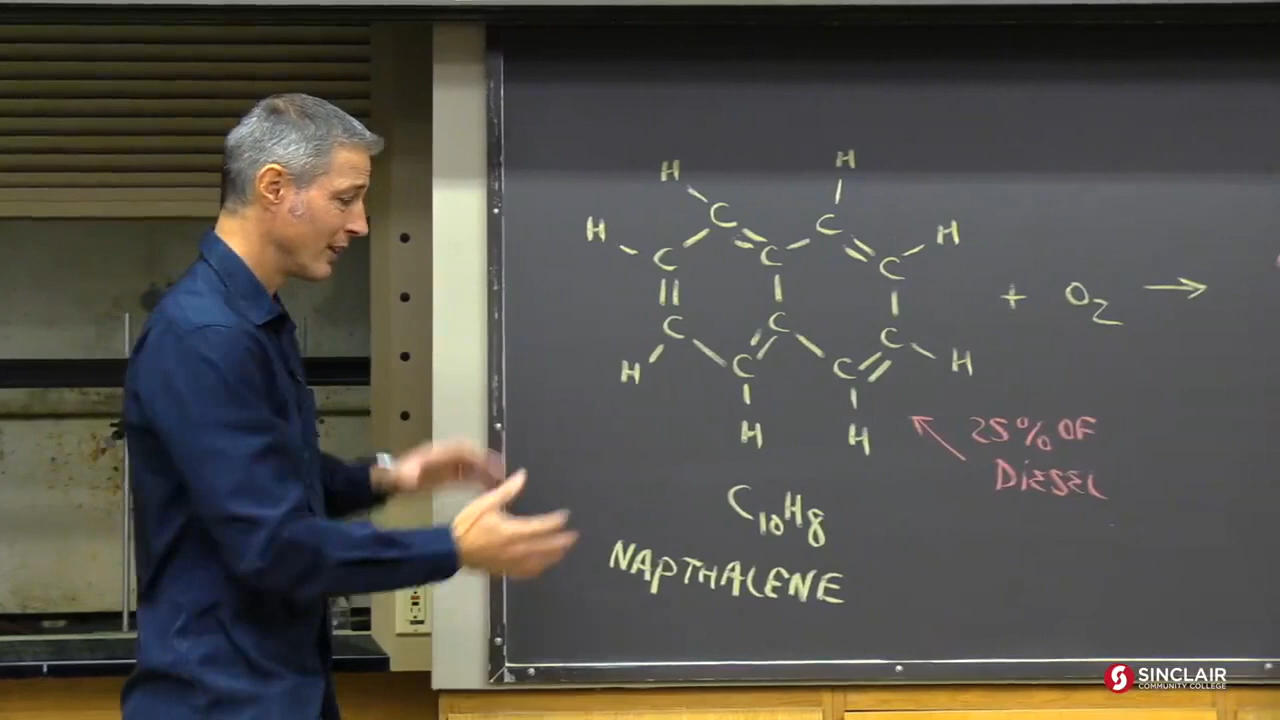 H H
H C C H
C C C
+ O2 →
C C C
H C C H
H H
25% OF
DIESEL
C10H8
NAPTHALENE
SINCLAIR
COMMUNITY COLLEGE